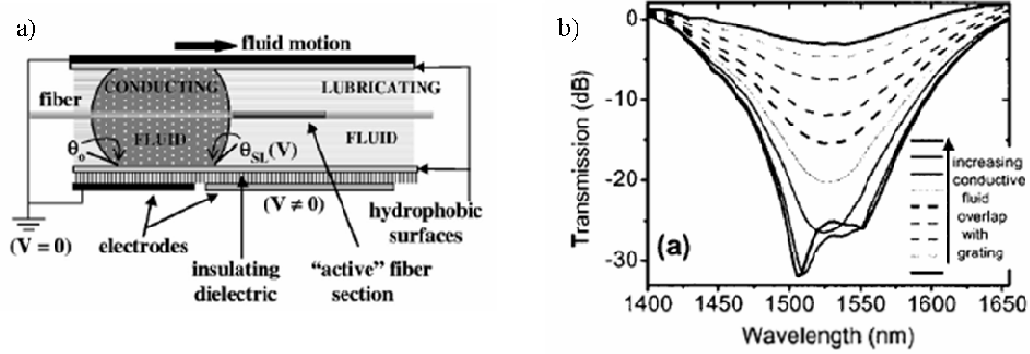 a)
fluid motion
CONDUCTING
LUBRICATING
fiber
FLUID
FLUID
θo
θSL(V)
(V ≠ 0)
(V = 0)
electrodes
hydrophobic
surfaces
insulating
dielectric
“active” fiber
section
b)
0
-10
-20
-30
Transmission (dB)
increasing
conductive
fluid
overlap
with
grating
(a)
1400
1450
1500
1550
1600
1650
Wavelength (nm)